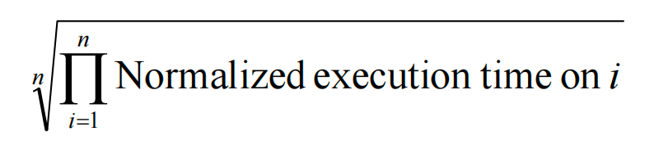 n
n
∏ Normalized execution time on i
i=1